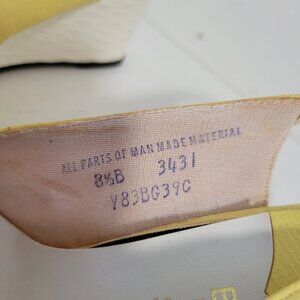 ALL PARTS OF MAN MADE MATERIAL
8½B 3431
Y83BG39C